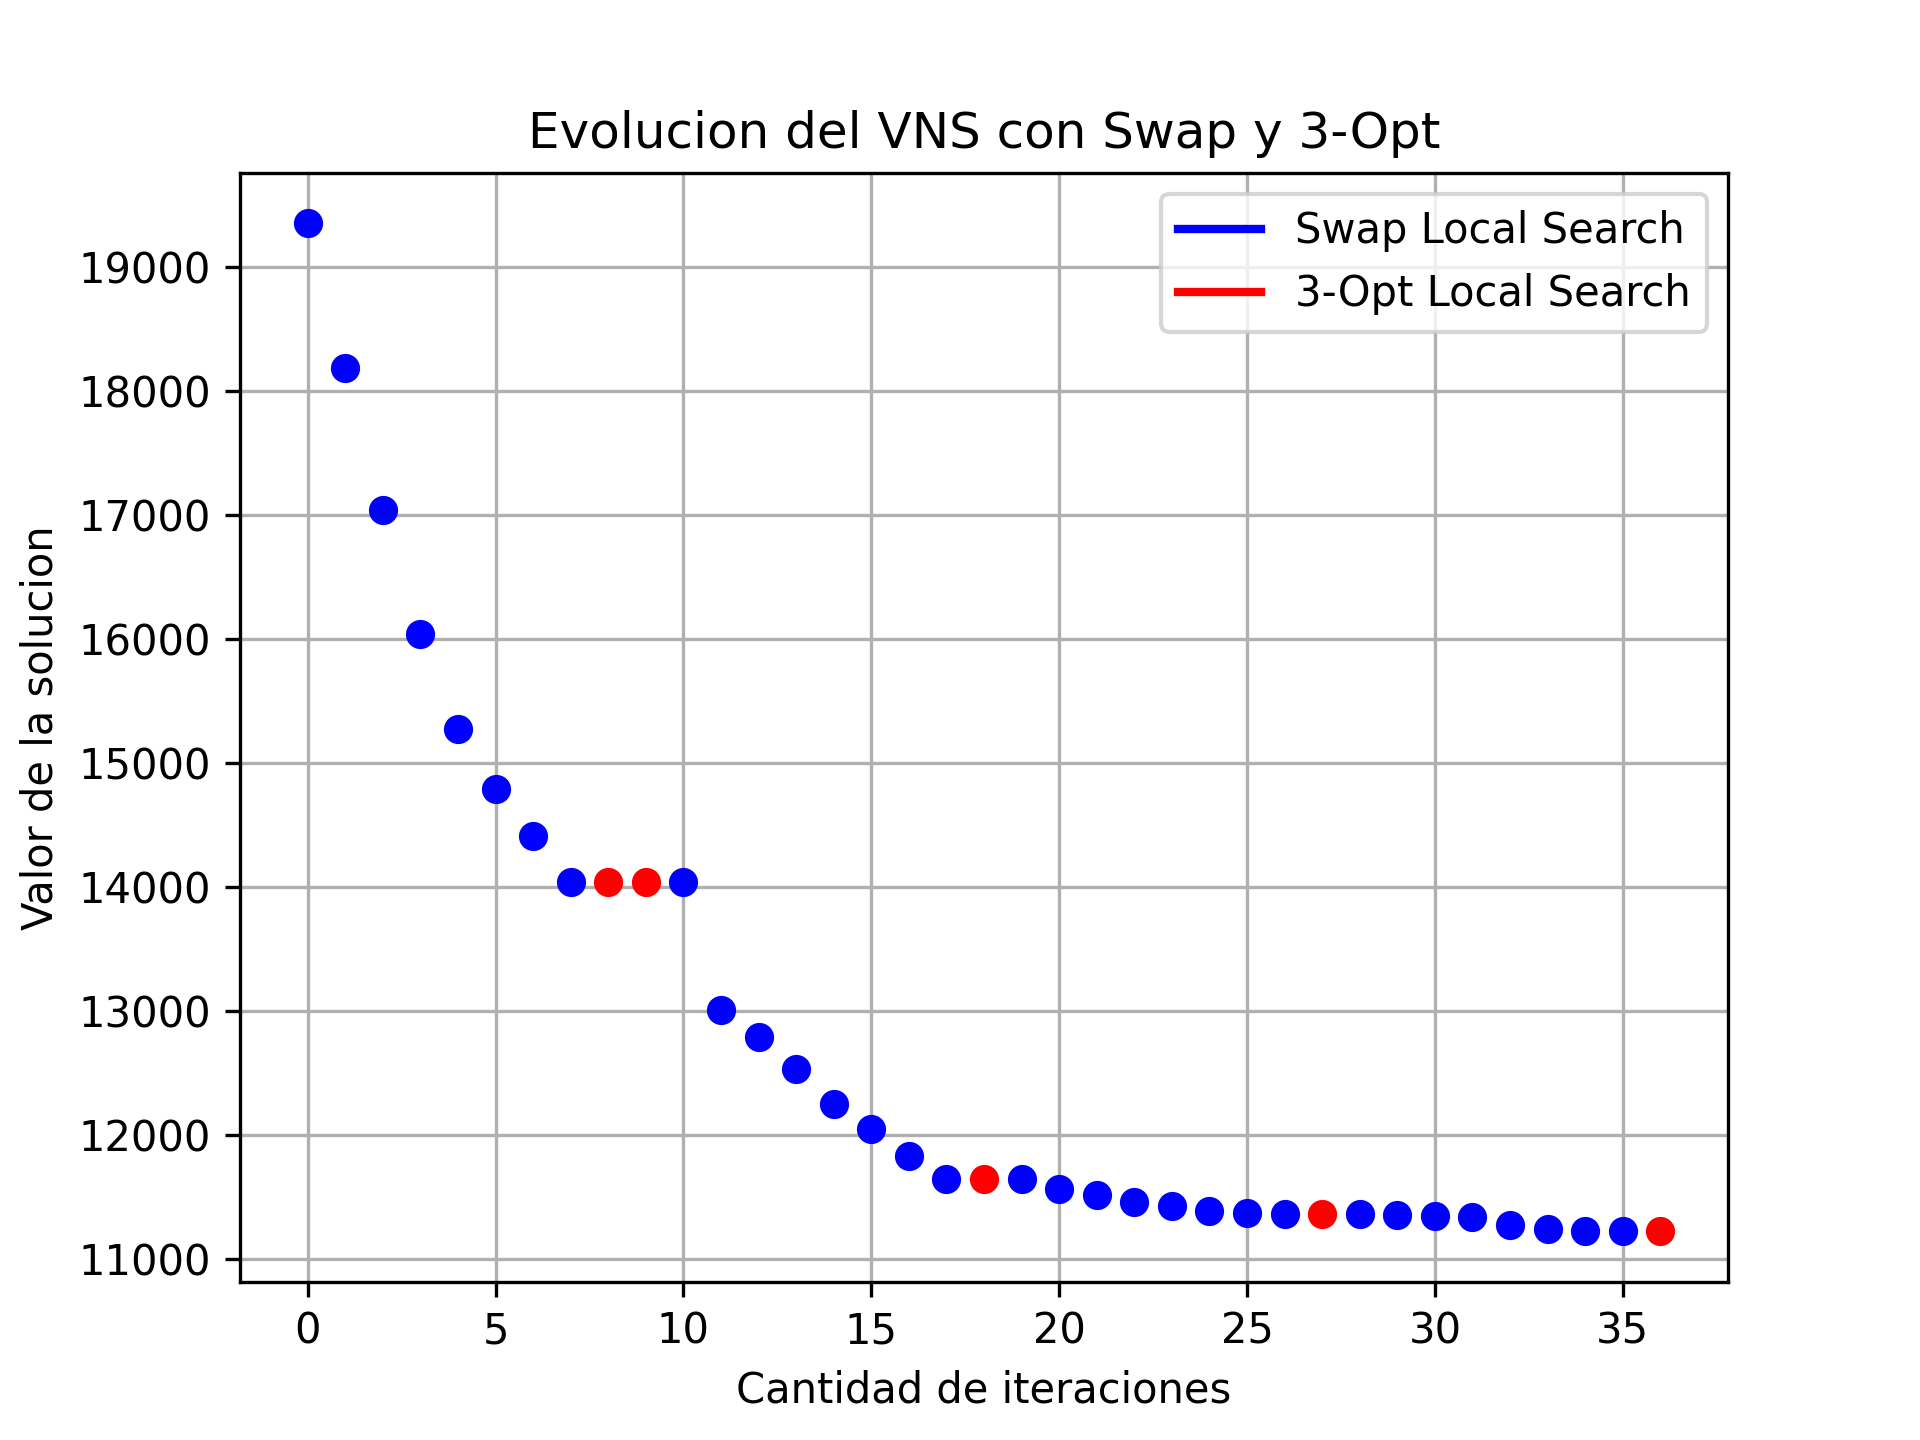 Evolucion del VNS con Swap y 3-Opt
Swap Local Search
3-Opt Local Search
Valor de la solucion
19000
18000
17000
16000
15000
14000
13000
12000
11000
0 5 10 15 20 25 30 35
Cantidad de iteraciones